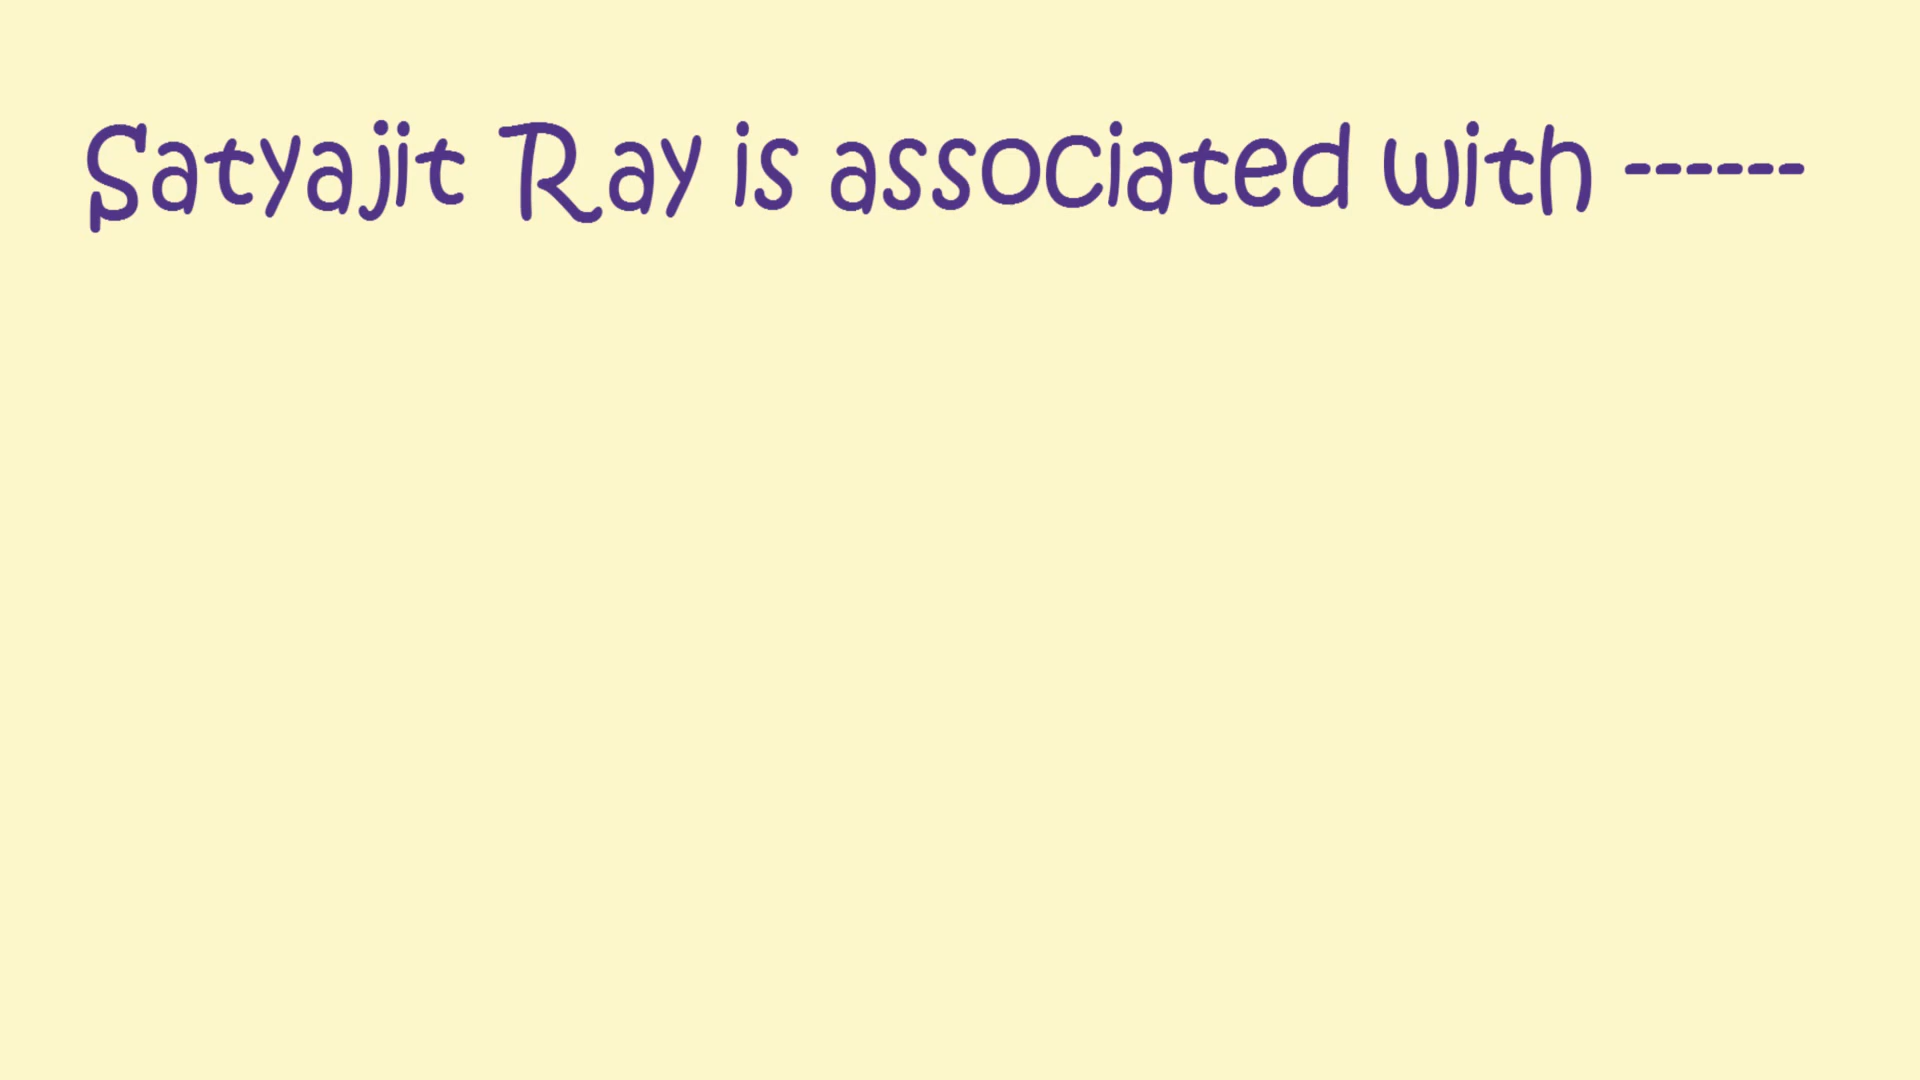 Satyajit Ray is associated with ------